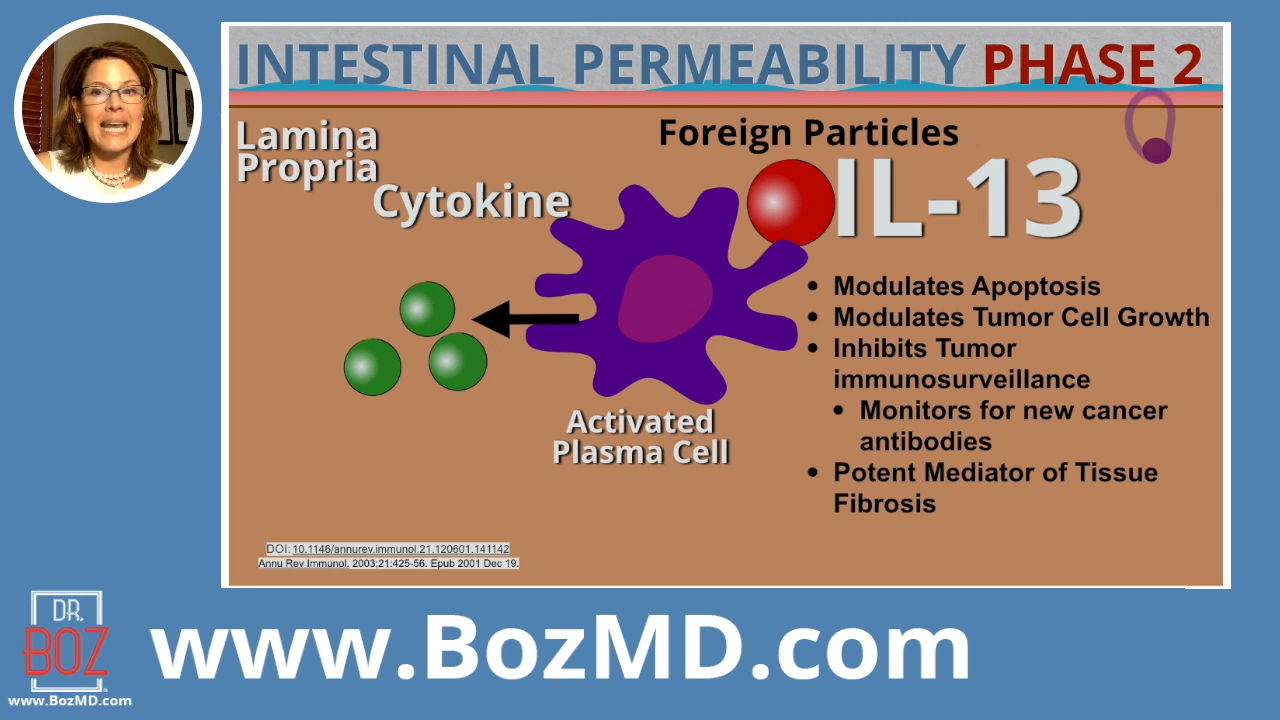 INTESTINAL PERMEABILITY PHASE 2
Lamina
Propria
Cytokine
Foreign Particles
IL-13
• Modulates Apoptosis
• Modulates Tumor Cell Growth
• Inhibits Tumor
immunosurveillance
• Monitors for new cancer
antibodies
• Potent Mediator of Tissue
Fibrosis
Activated
Plasma Cell
DOI: 10.1146/annurev.immunol.21.120601.141142
Annu Rev Immunol. 2003;21:425-56. Epub 2001 Dec 19.
DR.
BOZ
www.BozMD.com
www.BozMD.com